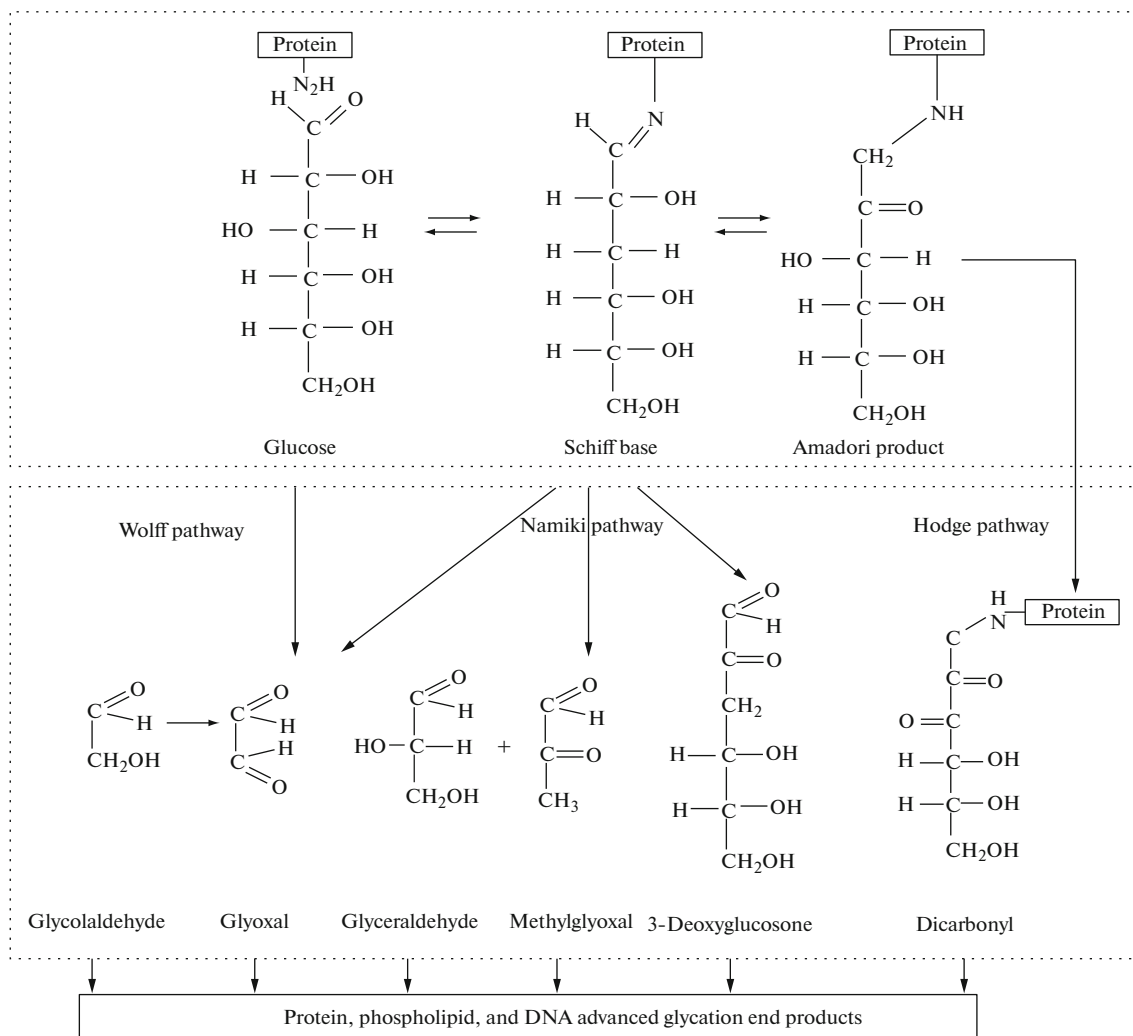 Protein
Protein
Protein
N₂H
H
O
C
H
C
OH
HO
C
H
H
C
OH
H
C
OH
CH₂OH
Glucose
H
N
C
H
C
OH
H
C
H
H
C
OH
H
C
OH
CH₂OH
Schiff base
NH
CH₂
C
O
HO
C
H
H
C
OH
H
C
OH
CH₂OH
Amadori product
Wolff pathway
Namiki pathway
Hodge pathway
O
C
H
CH₂OH
O
C
H
H
C
O
O
C
H
HO
C
H
CH₂OH
+
O
C
H
C
O
CH₃
O
C
H
C
O
CH₂
H
C
OH
H
C
OH
CH₂OH
H
N
Protein
C
C
O
O
C
H
C
OH
H
C
OH
CH₂OH
Glycolaldehyde
Glyoxal
Glyceraldehyde
Methylglyoxal
3-Deoxyglucosone
Dicarbonyl
Protein, phospholipid, and DNA advanced glycation end products